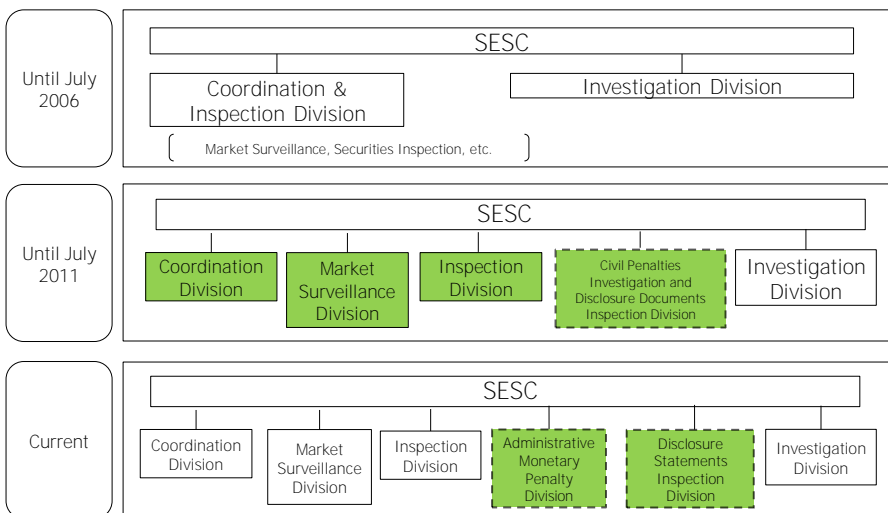 Until July
2006
SESC
Coordination &
Inspection Division
Investigation Division
Market Surveillance, Securities Inspection, etc.
Until July
2011
SESC
Coordination
Division
Market
Surveillance
Division
Inspection
Division
Civil Penalties
Investigation and
Disclosure Documents
Inspection Division
Investigation
Division
Current
SESC
Coordination
Division
Market
Surveillance
Division
Inspection
Division
Administrative
Monetary
Penalty
Division
Disclosure
Statements
Inspection
Division
Investigation
Division